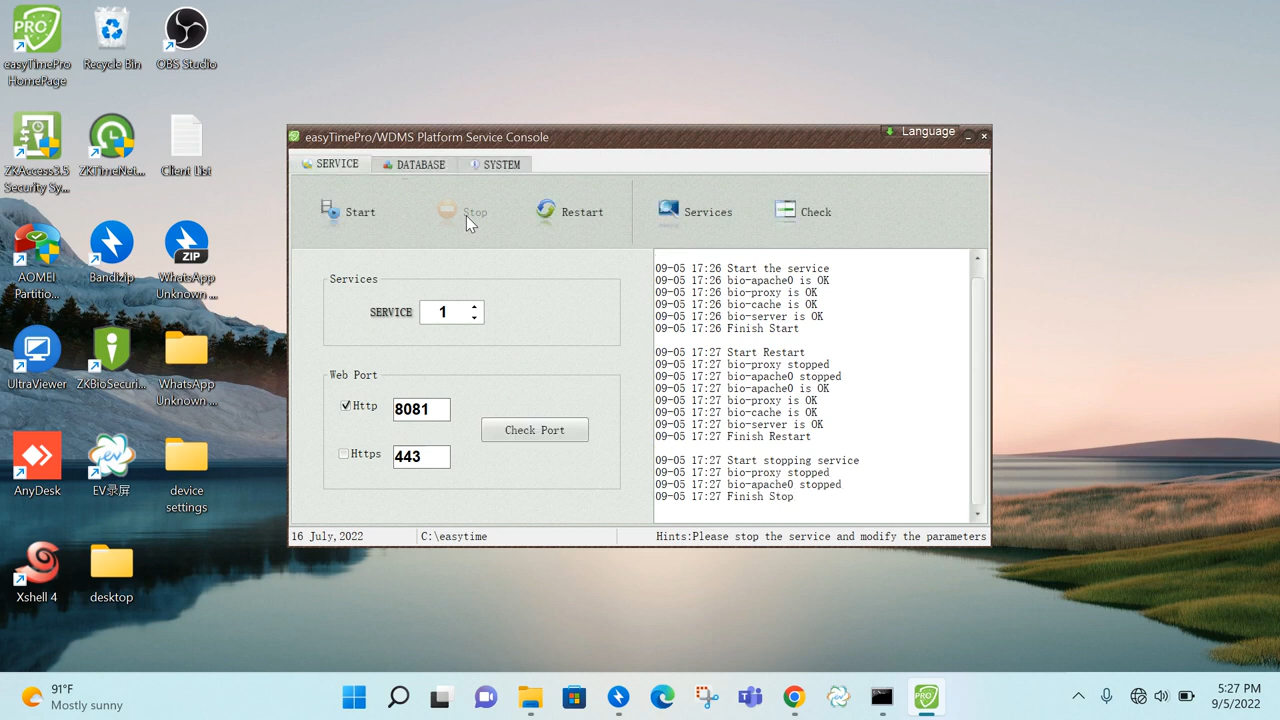 PRO
easyTimePro
HomePage
Recycle Bin
OBS Studio
ZKAccess3.5
Security Sy...
ZKTimeNet...
Client List
AOMEI
Partitio...
Bandizip
ZIP
WhatsApp
Unknown ...
UltraViewer
ZKBioSecuri...
WhatsApp
Unknown ...
AnyDesk
EV录屏
device
settings
Xshell 4
desktop
easyTimePro/WDMS Platform Service Console
Language
SERVICE
DATABASE
SYSTEM
Start
Stop
Restart
Services
Check
Services
SERVICE
1
Web Port
Http
8081
Check Port
Https
443
09-05 17:26 Start the service
09-05 17:26 bio-apache0 is OK
09-05 17:26 bio-proxy is OK
09-05 17:26 bio-cache is OK
09-05 17:26 bio-server is OK
09-05 17:26 Finish Start
09-05 17:27 Start Restart
09-05 17:27 bio-proxy stopped
09-05 17:27 bio-apache0 stopped
09-05 17:27 bio-apache0 is OK
09-05 17:27 bio-proxy is OK
09-05 17:27 bio-cache is OK
09-05 17:27 bio-server is OK
09-05 17:27 Finish Restart
09-05 17:27 Start stopping service
09-05 17:27 bio-proxy stopped
09-05 17:27 bio-apache0 stopped
09-05 17:27 Finish Stop
16 July,2022
C:\easytime
Hints:Please stop the service and modify the parameters
91°F
Mostly sunny
PRO
5:27 PM
9/5/2022